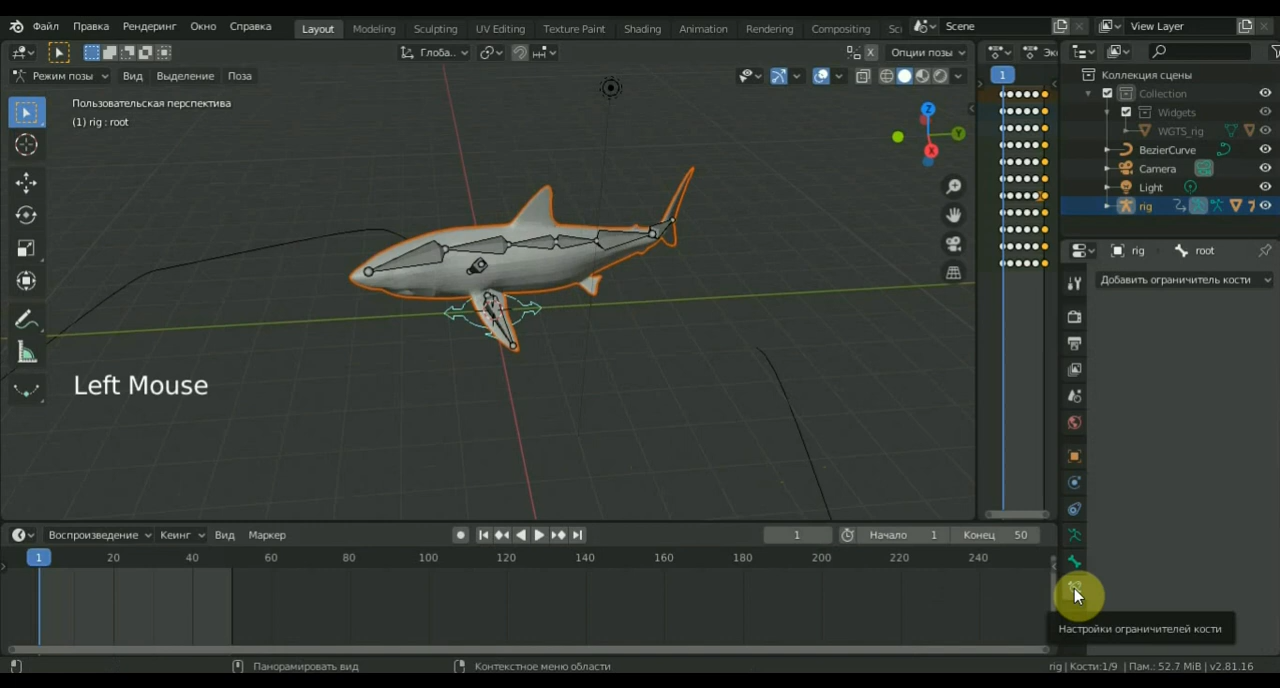 Файл Правка Рендеринг Окно Справка Layout Modeling Sculpting UV Editing Texture Paint Shading Animation Rendering Compositing Sc Scene View Layer
Глоба.. Опции позы Эк
Режим позы Вид Выделение Поза
Пользовательская перспектива
(1) rig : root
Z
Y
X
1
Коллекция сцены
Collection
Widgets
WGTS_rig
BezierCurve
Camera
Light
rig
rig root
Добавить ограничитель кости
Left Mouse
Настройки ограничителей кости
Воспроизведение Кеинг Вид Маркер 1 Начало 1 Конец 50
1 20 40 60 80 100 120 140 160 180 200 220 240
Панорамировать вид Контекстное меню области rig | Кости:1/9 | Пам.: 52.7 MiB | v2.81.16